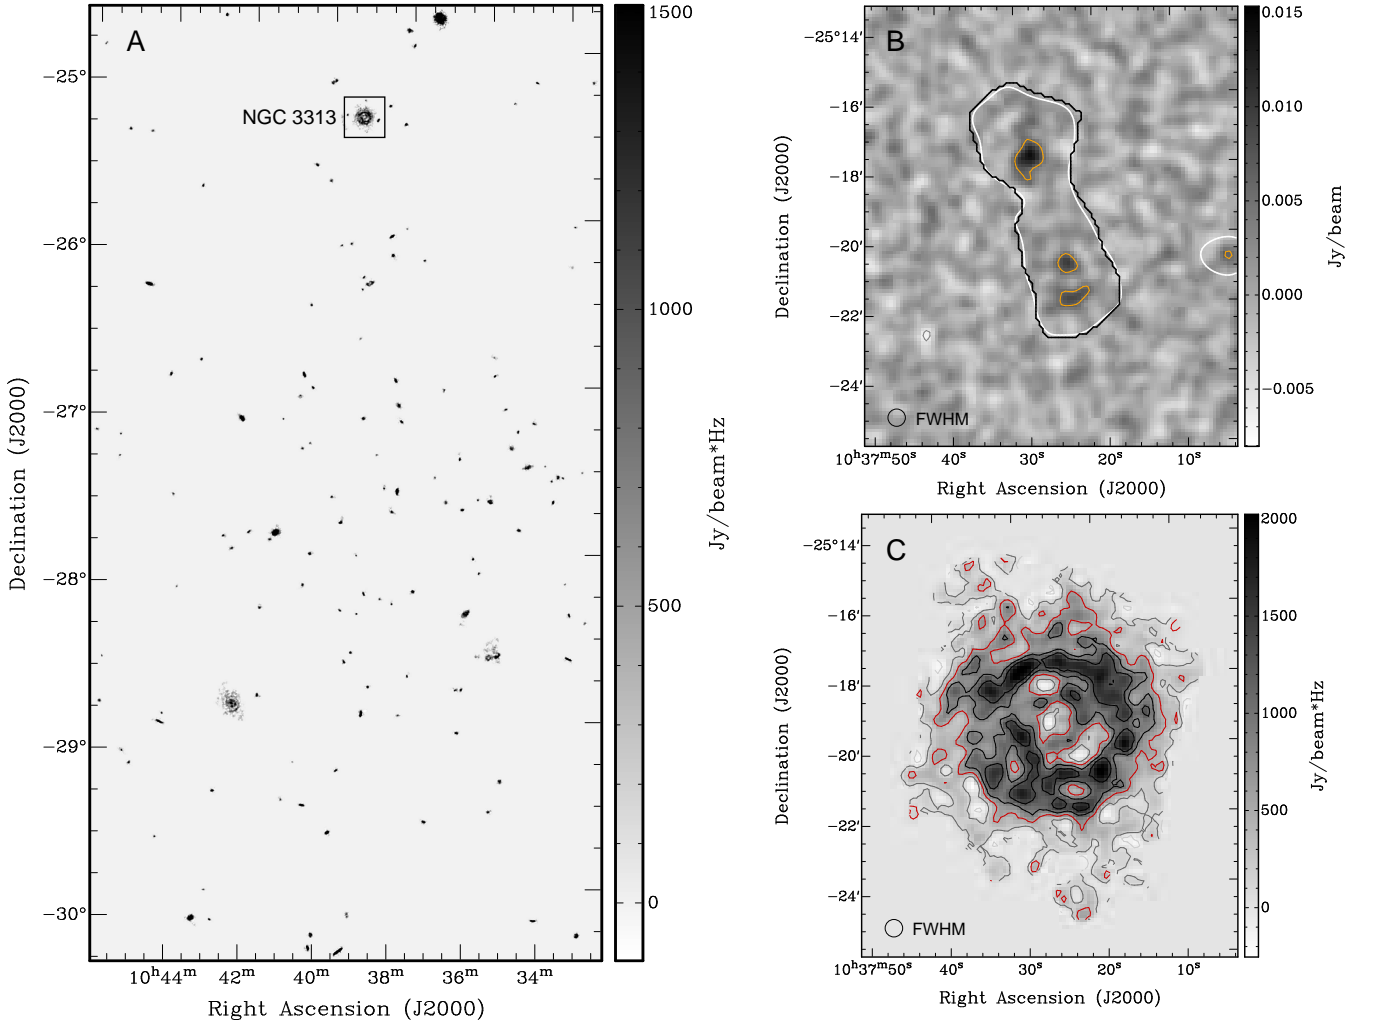 A
NGC 3313
−25°
−26°
−27°
−28°
−29°
−30°
Declination (J2000)
10ʰ44ᵐ
42ᵐ
40ᵐ
38ᵐ
36ᵐ
34ᵐ
Right Ascension (J2000)
1500
1000
500
0
Jy/beam*Hz
B
−25°14′
−16′
−18′
−20′
−22′
−24′
Declination (J2000)
FWHM
10ʰ37ᵐ50ˢ
40ˢ
30ˢ
20ˢ
10ˢ
Right Ascension (J2000)
0.015
0.010
0.005
0.000
−0.005
Jy/beam
C
−25°14′
−16′
−18′
−20′
−22′
−24′
Declination (J2000)
FWHM
10ʰ37ᵐ50ˢ
40ˢ
30ˢ
20ˢ
10ˢ
Right Ascension (J2000)
2000
1500
1000
500
0
Jy/beam*Hz